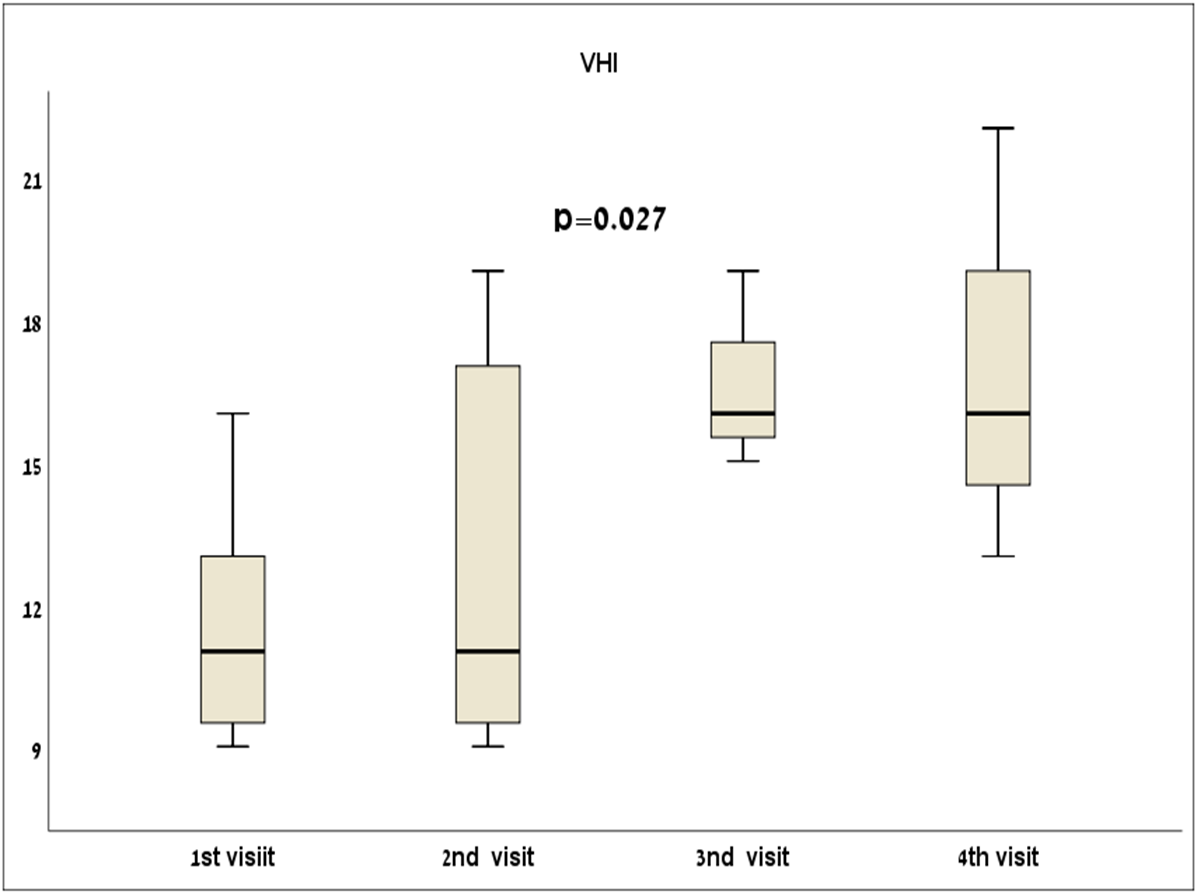 VHI
21
p=0.027
18
15
12
9
1st visiit
2nd visit
3nd visit
4th visit